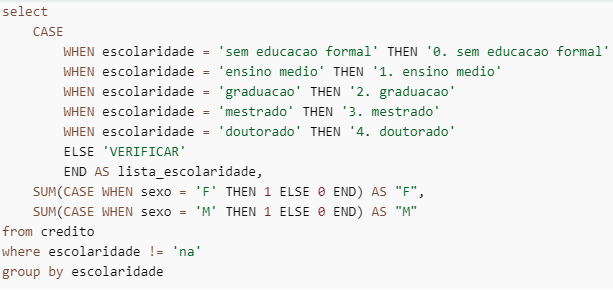 select
    CASE
        WHEN escolaridade = 'sem educacao formal' THEN '0. sem educacao formal'
        WHEN escolaridade = 'ensino medio' THEN '1. ensino medio'
        WHEN escolaridade = 'graduacao' THEN '2. graduacao'
        WHEN escolaridade = 'mestrado' THEN '3. mestrado'
        WHEN escolaridade = 'doutorado' THEN '4. doutorado'
        ELSE 'VERIFICAR'
        END AS lista_escolaridade,
    SUM(CASE WHEN sexo = 'F' THEN 1 ELSE 0 END) AS "F",
    SUM(CASE WHEN sexo = 'M' THEN 1 ELSE 0 END) AS "M"
from credito
where escolaridade != 'na'
group by escolaridade